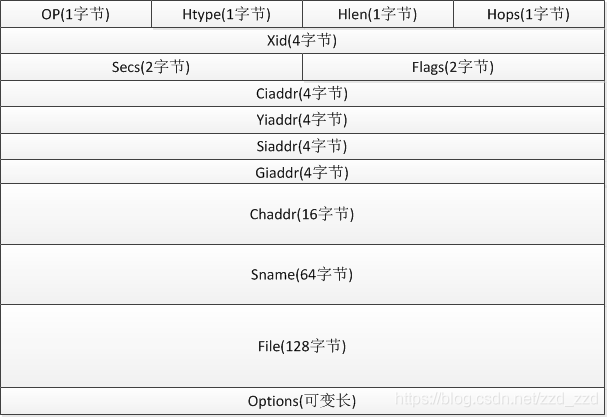 OP(1字节) Htype(1字节) Hlen(1字节) Hops(1字节)
Xid(4字节)
Secs(2字节) Flags(2字节)
Ciaddr(4字节)
Yiaddr(4字节)
Siaddr(4字节)
Giaddr(4字节)
Chaddr(16字节)
Sname(64字节)
File(128字节)
Options(可变长) https://blog.csdn.net/zzd_zzd